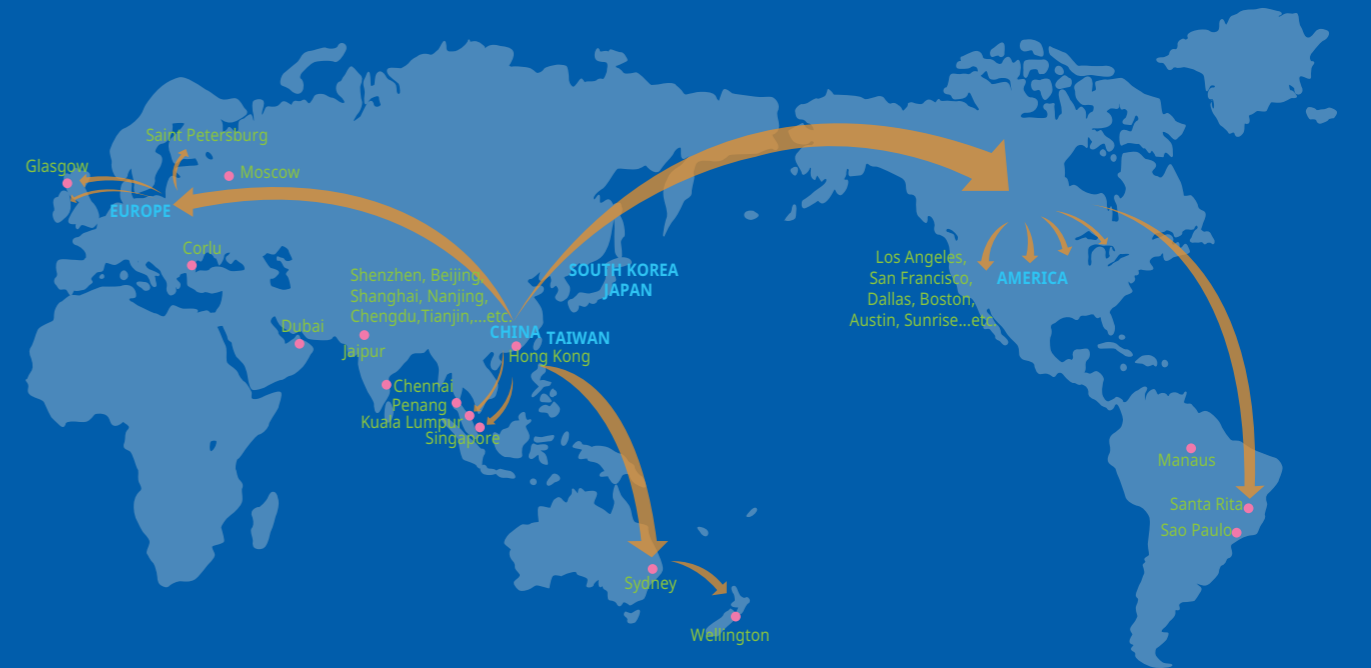 Saint Petersburg
Glasgow
Moscow
EUROPE
Corlu
Shenzhen, Beijing,
Shanghai, Nanjing,
Chengdu,Tianjin,...etc.
SOUTH KOREA
JAPAN
Los Angeles,
San Francisco,
Dallas, Boston,
Austin, Sunrise...etc.
AMERICA
Dubai
CHINA
TAIWAN
Jaipur
Hong Kong
Chennai
Penang
Kuala Lumpur
Singapore
Manaus
Santa Rita
Sao Paulo
Sydney
Wellington